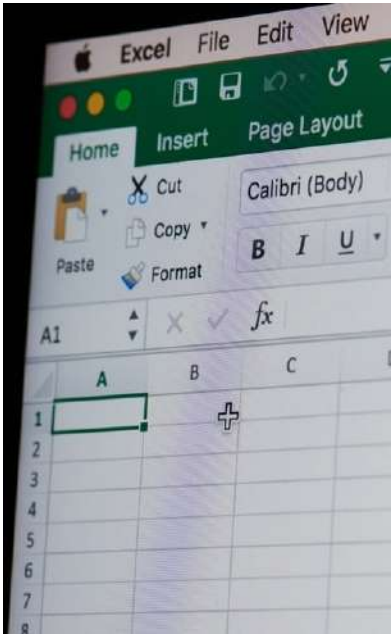 Excel File Edit View
Home Insert Page Layout
Cut
Calibri (Body)
Copy
Paste
B I U
Format
A1
fx
A B C
1
2
3
4
5
6
7
8